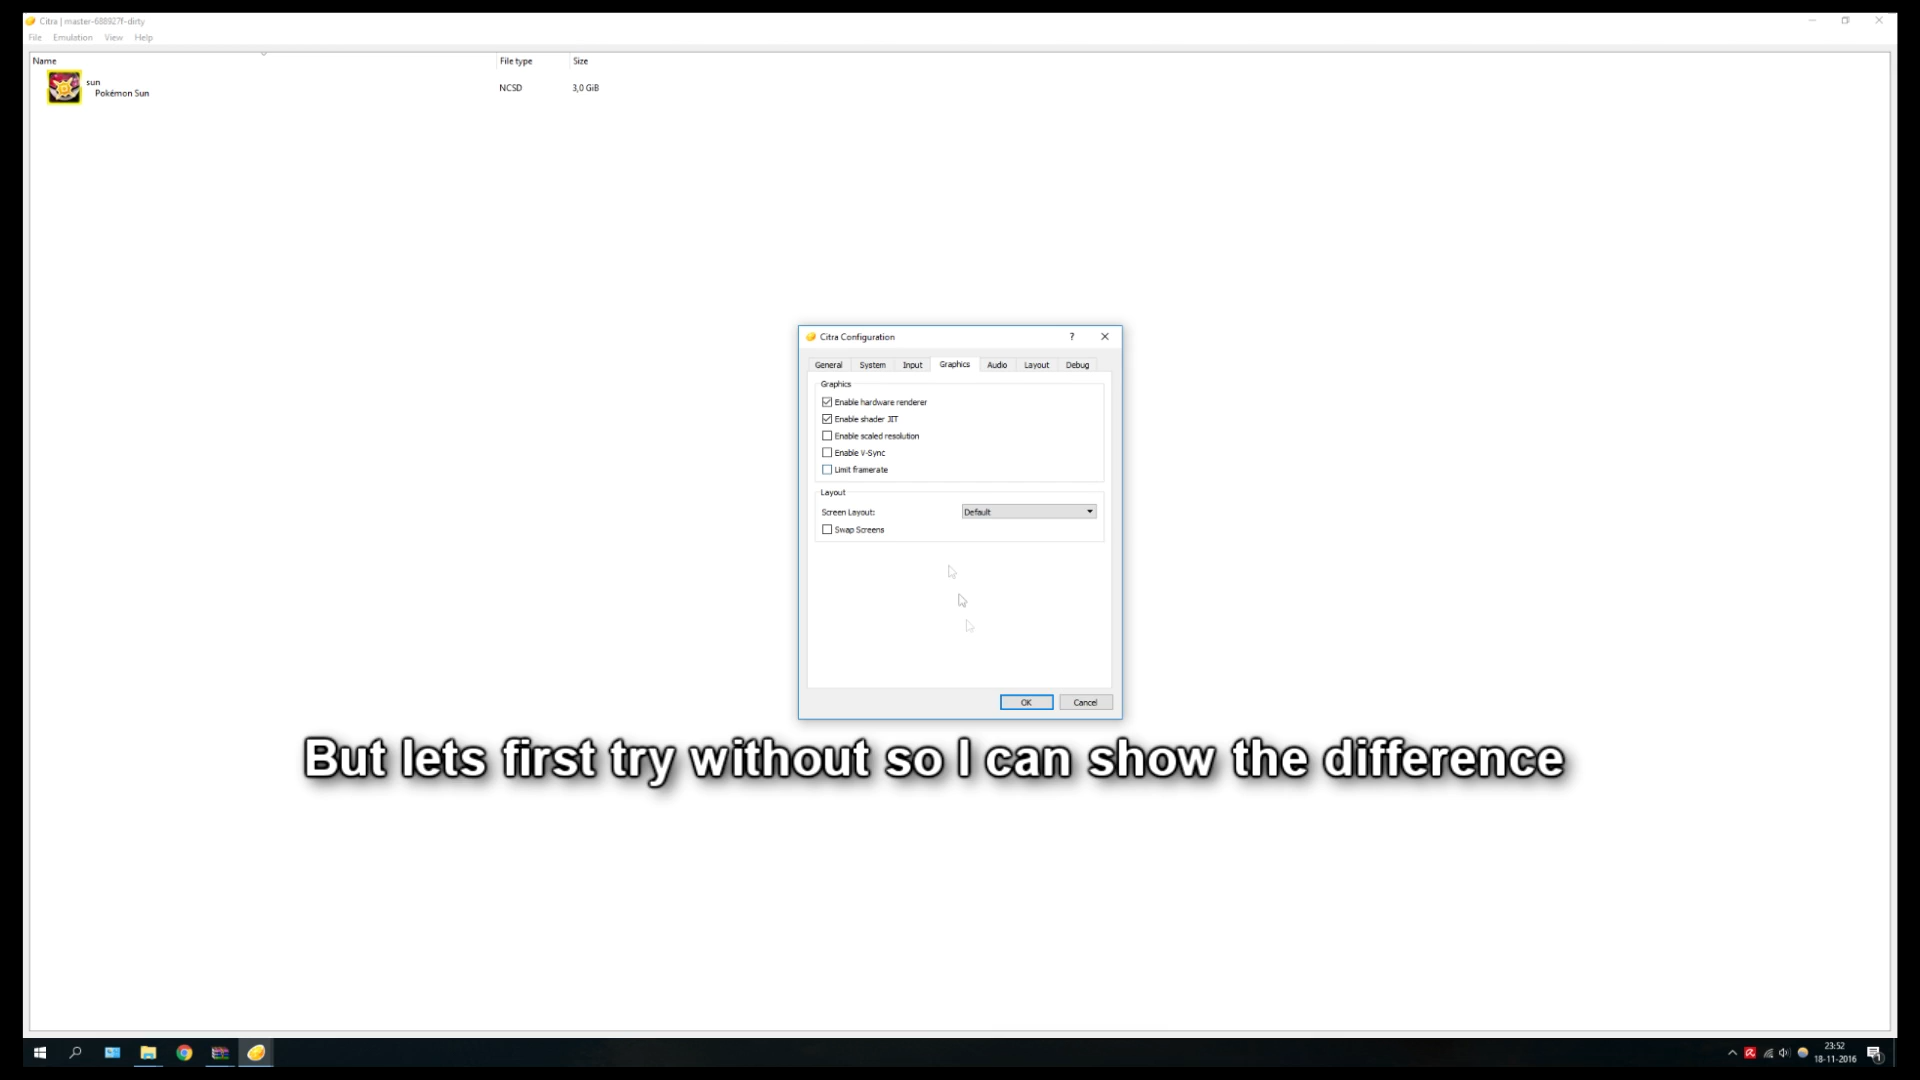 Citra | master-688927f-dirty
File Emulation View Help
Name File type Size
sun
Pokémon Sun
NCSD 3,0 GiB
Citra Configuration ?
General System Input Graphics Audio Layout Debug
Graphics
Enable hardware renderer
Enable shader JIT
Enable scaled resolution
Enable V-Sync
Limit framerate
Layout
Screen Layout: Default
Swap Screens
OK Cancel
But lets first try without so I can show the difference
23:52
18-11-2016
1